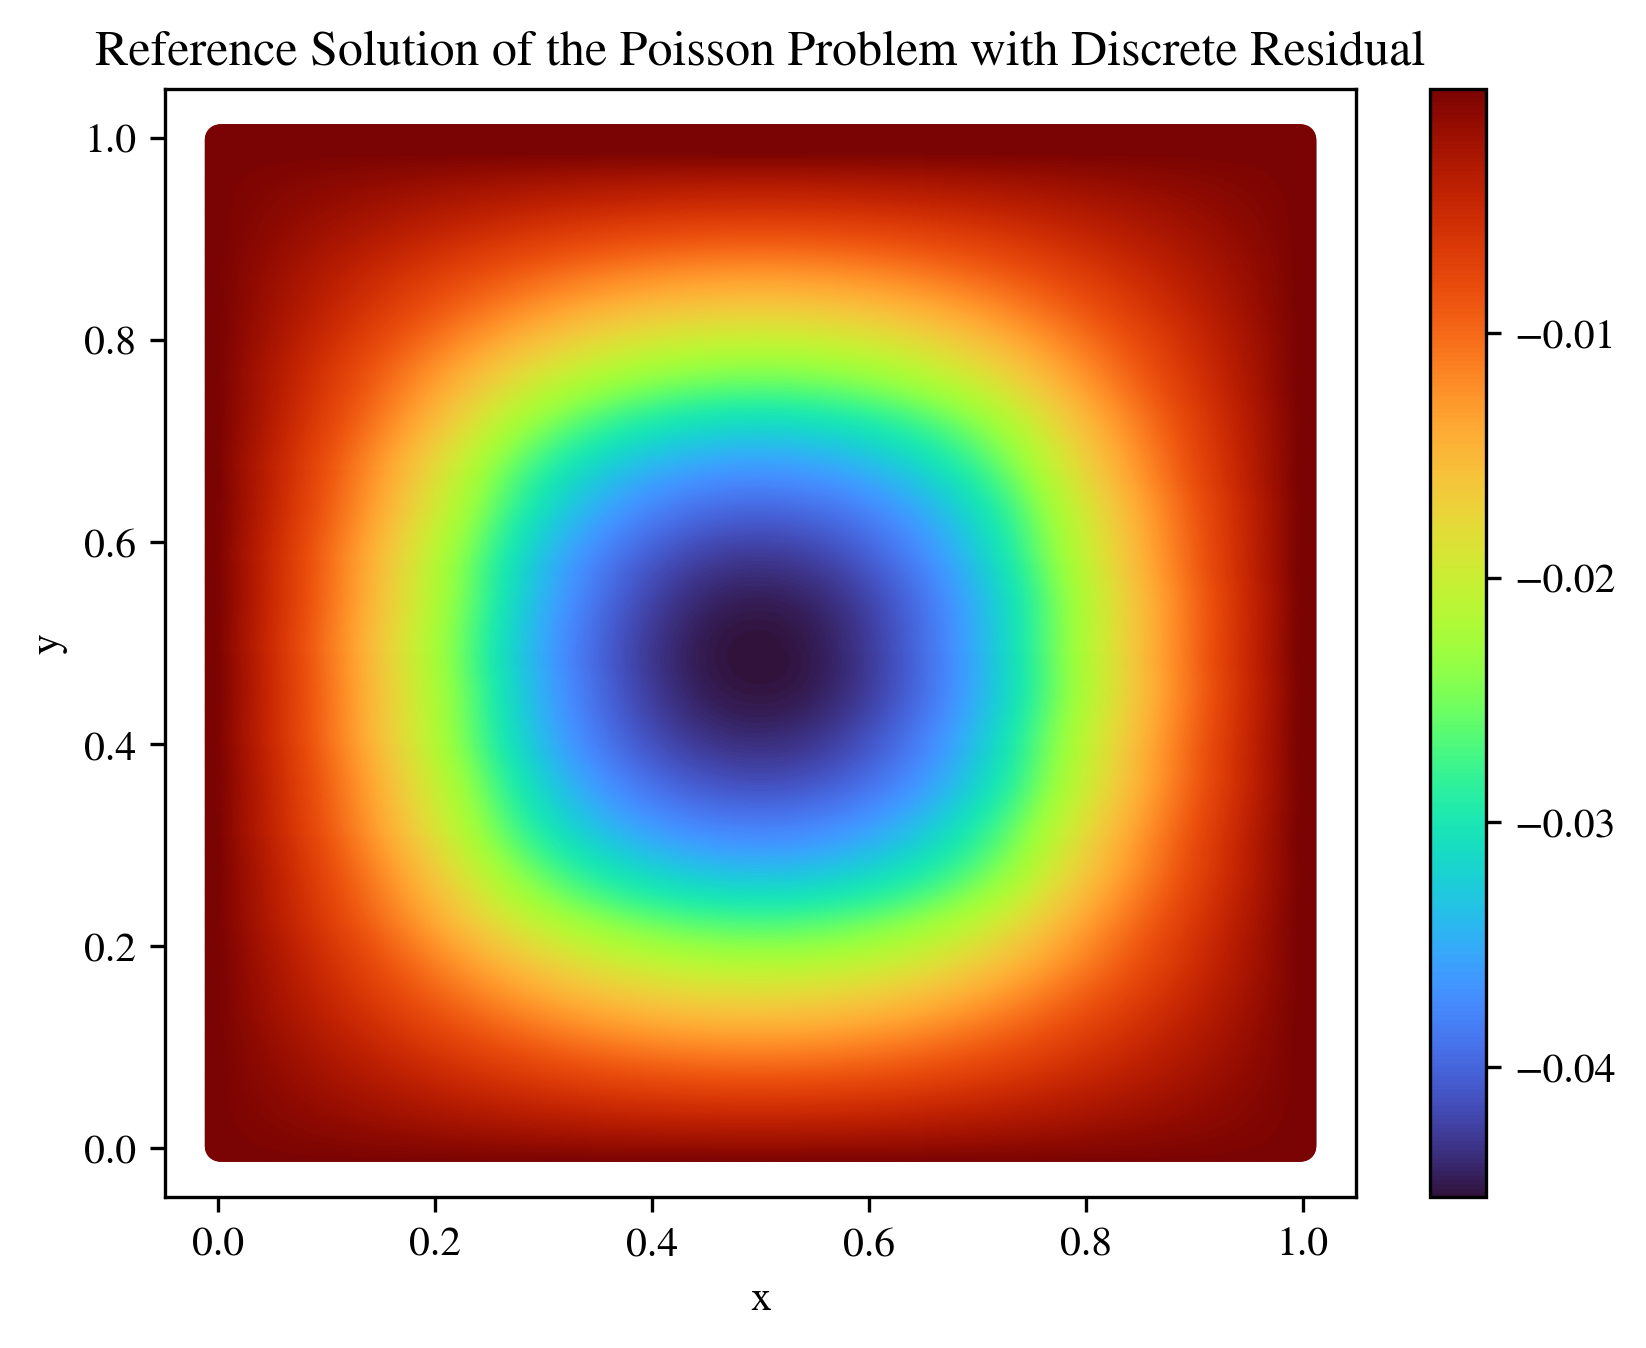 Reference Solution of the Poisson Problem with Discrete Residual
1.0
0.8
0.6
0.4
0.2
0.0
y
0.0 0.2 0.4 0.6 0.8 1.0
x
−0.01
−0.02
−0.03
−0.04